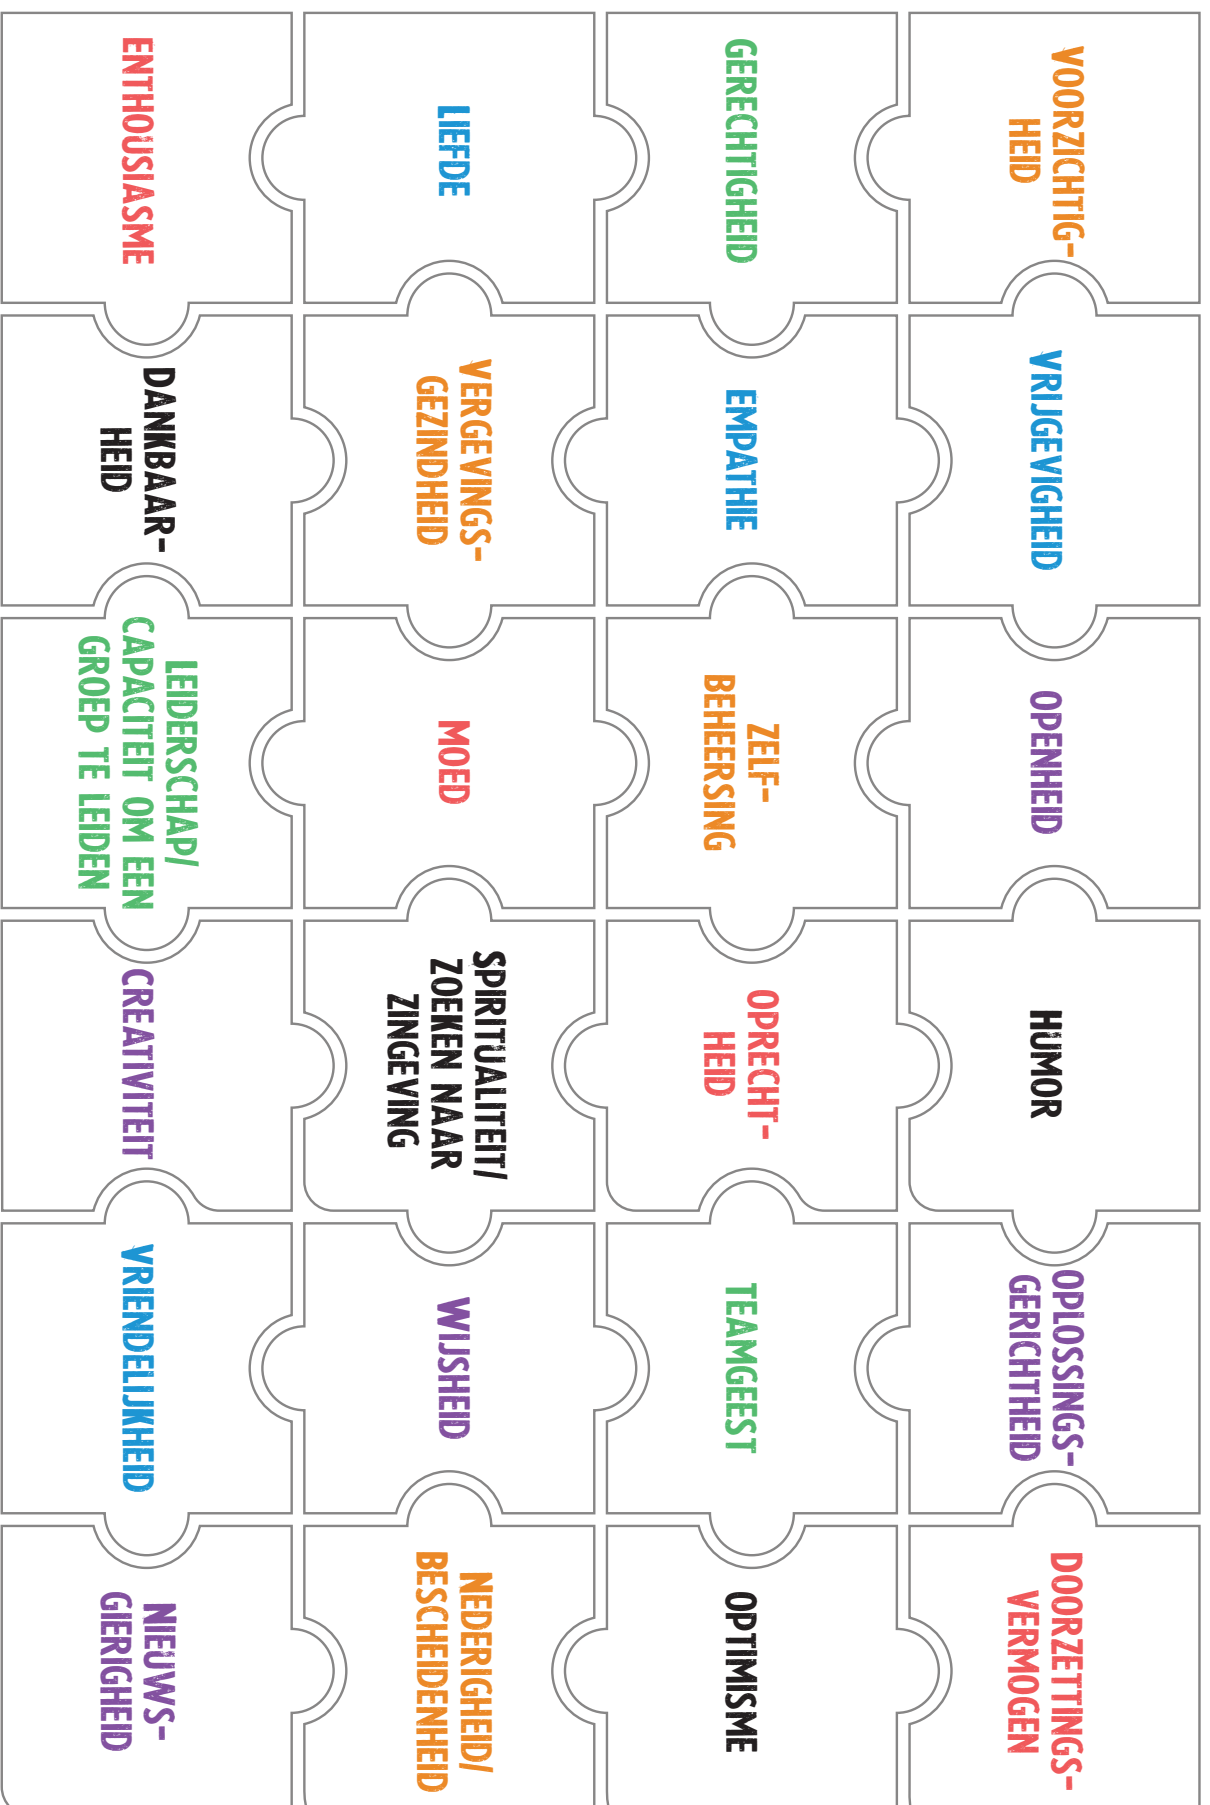 VOORZICHTIG-
HEID
VRIJGEVIGHEID
OPENHEID
HUMOR
OPLOSSINGS-
GERICHTHEID
DOORZETTINGS-
VERMOGEN
GERECHTIGHEID
EMPATHIE
ZELF-
BEHEERSING
OPRECHT-
HEID
TEAMGEEST
OPTIMISME
LIEFDE
VERGEVINGS-
GEZINDHEID
MOED
SPIRITUALITEIT/
ZOEKEN NAAR
ZINGEVING
WIJSHEID
NEDERIGHEID/
BESCHEIDENHEID
ENTHOUSIASME
DANKBAAR-
HEID
LEIDERSCHAP/
CAPACITEIT OM EEN
GROEP TE LEIDEN
CREATIVITEIT
VRIENDELIJKHEID
NIEUWS-
GIERIGHEID